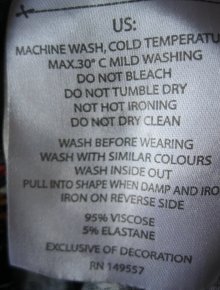 US:
MACHINE WASH, COLD TEMPERATU
MAX.30° C MILD WASHING
DO NOT BLEACH
DO NOT TUMBLE DRY
NOT HOT IRONING
DO NOT DRY CLEAN
WASH BEFORE WEARING
WASH WITH SIMILAR COLOURS
WASH INSIDE OUT
PULL INTO SHAPE WHEN DAMP AND IRO
IRON ON REVERSE SIDE
95% VISCOSE
5% ELASTANE
EXCLUSIVE OF DECORATION
RN 149557